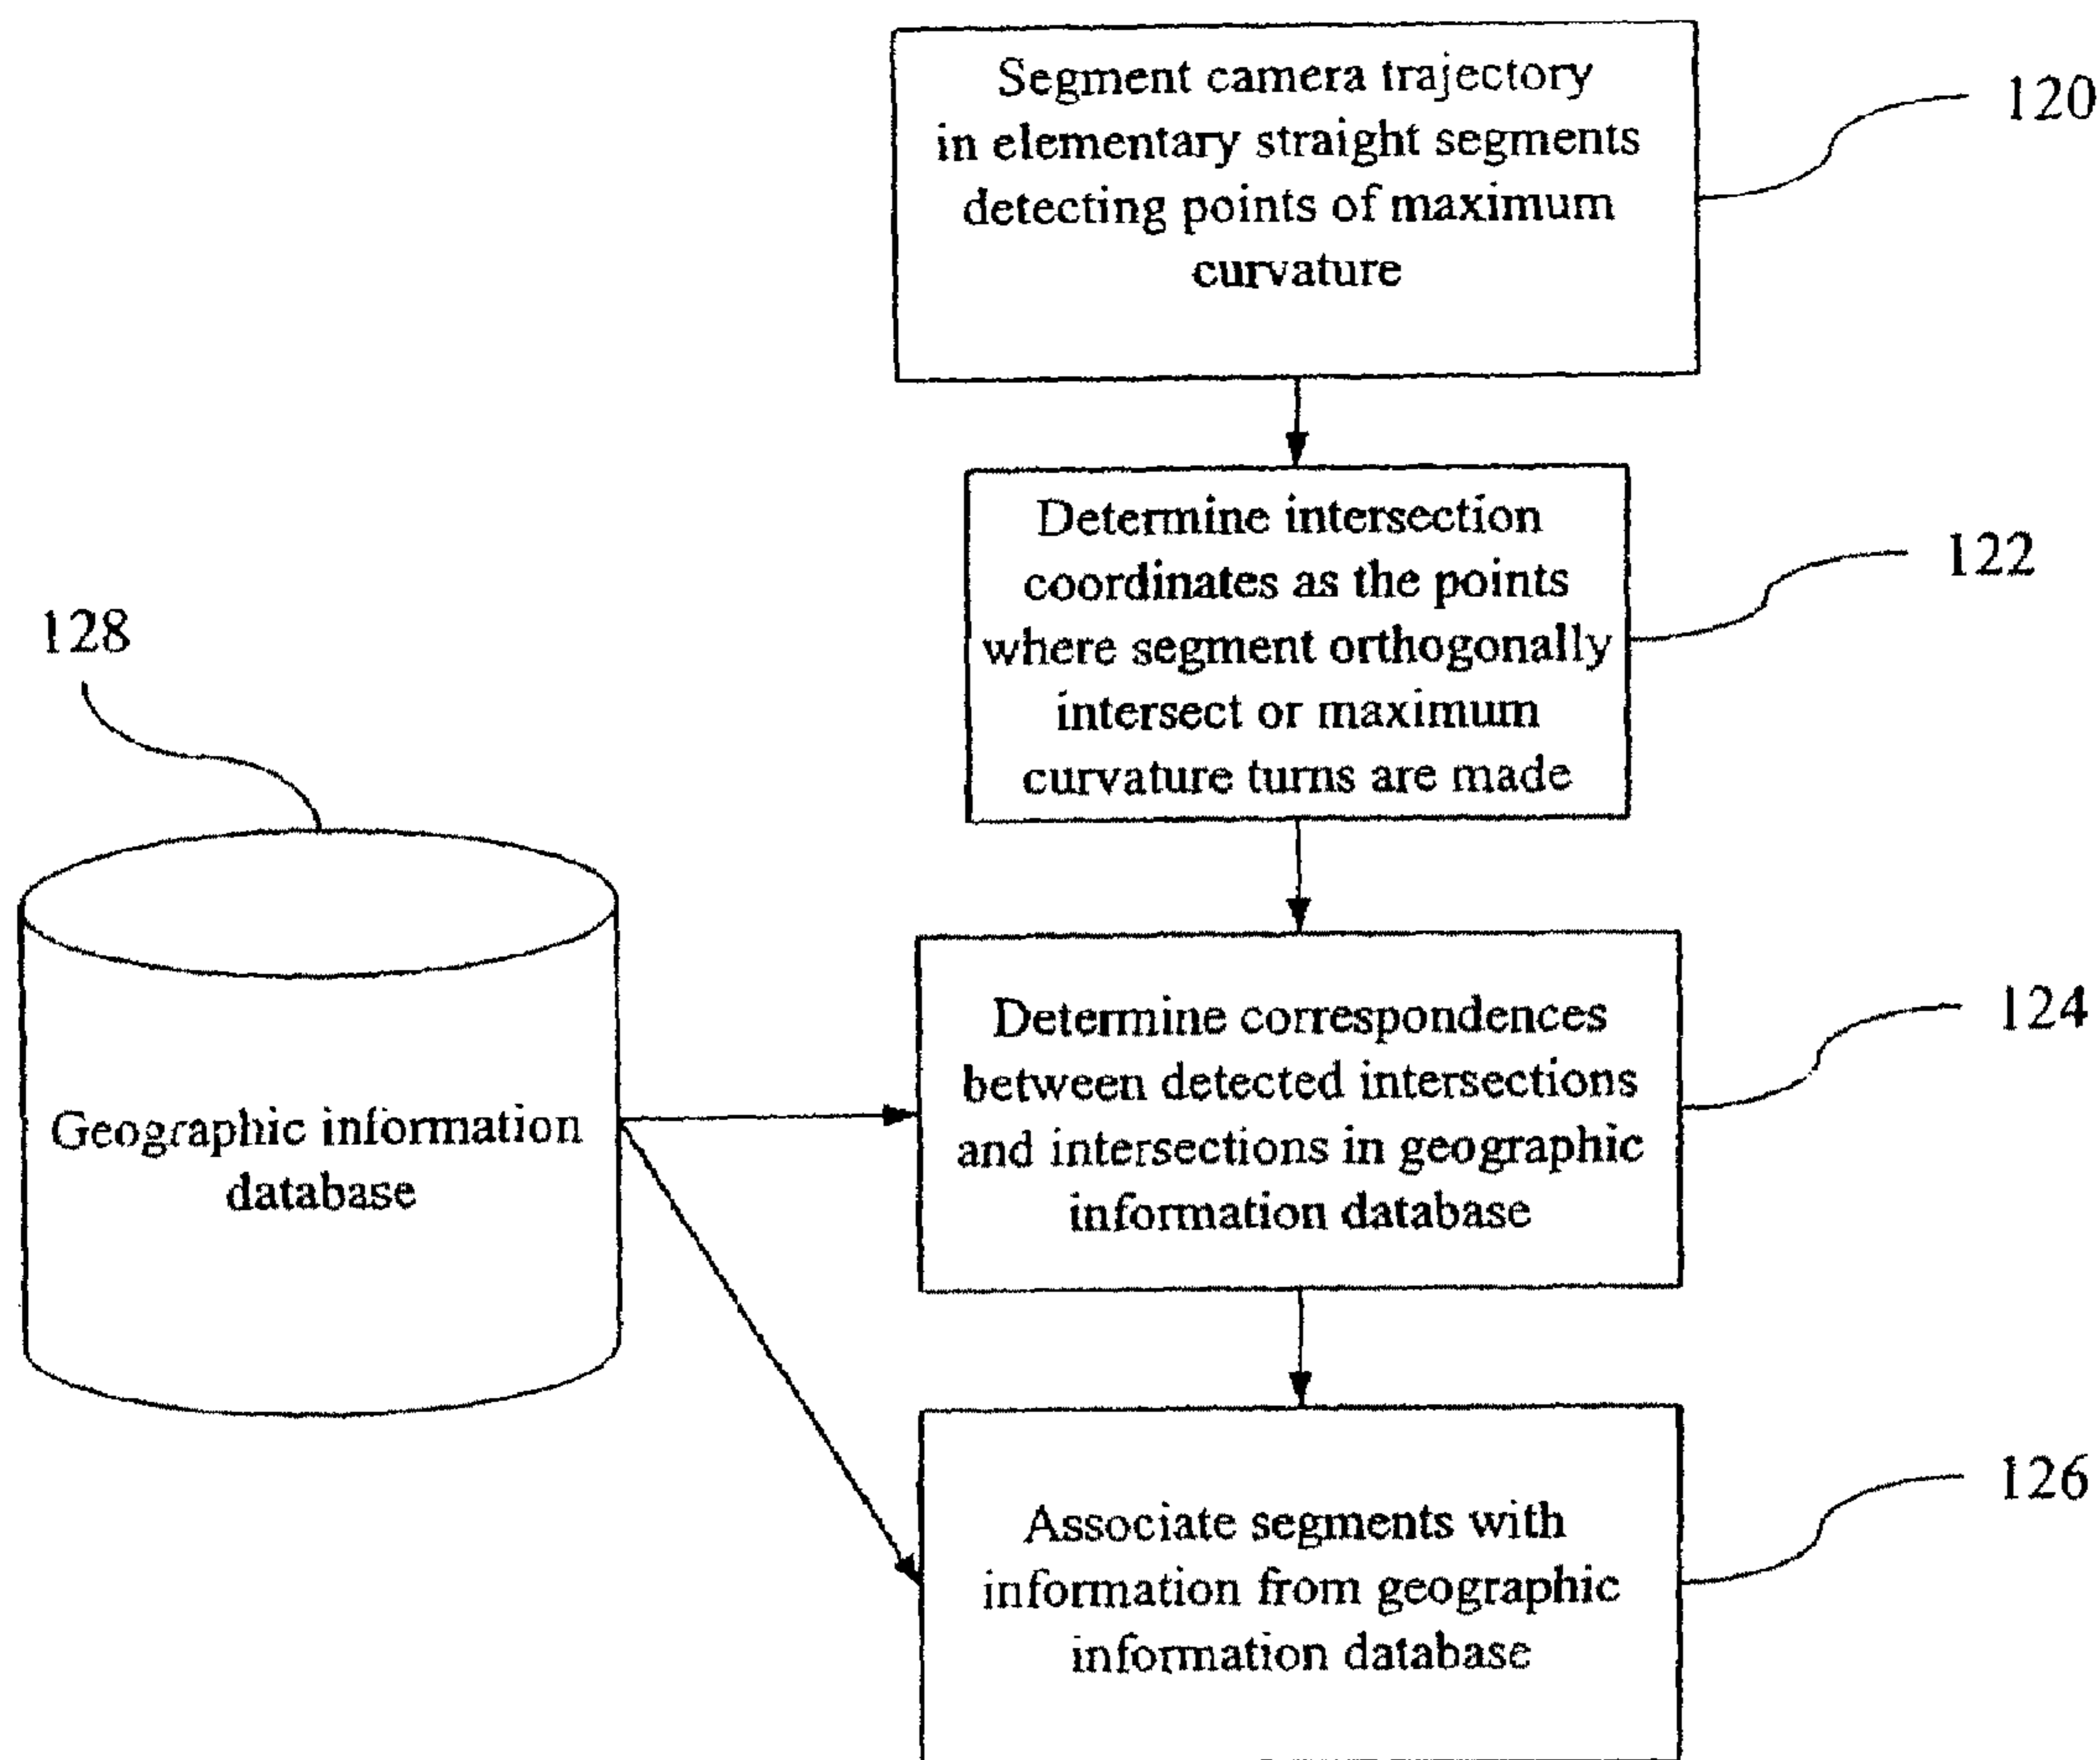 Segment camera trajectory
in elementary straight segments
detecting points of maximum
curvature
120
Determine intersection
coordinates as the points
where segment orthogonally
intersect or maximum
curvature turns are made
122
128
Geographic information
database
Determine correspondences
between detected intersections
and intersections in geographic
information database
124
Associate segments with
information from geographic
information database
126